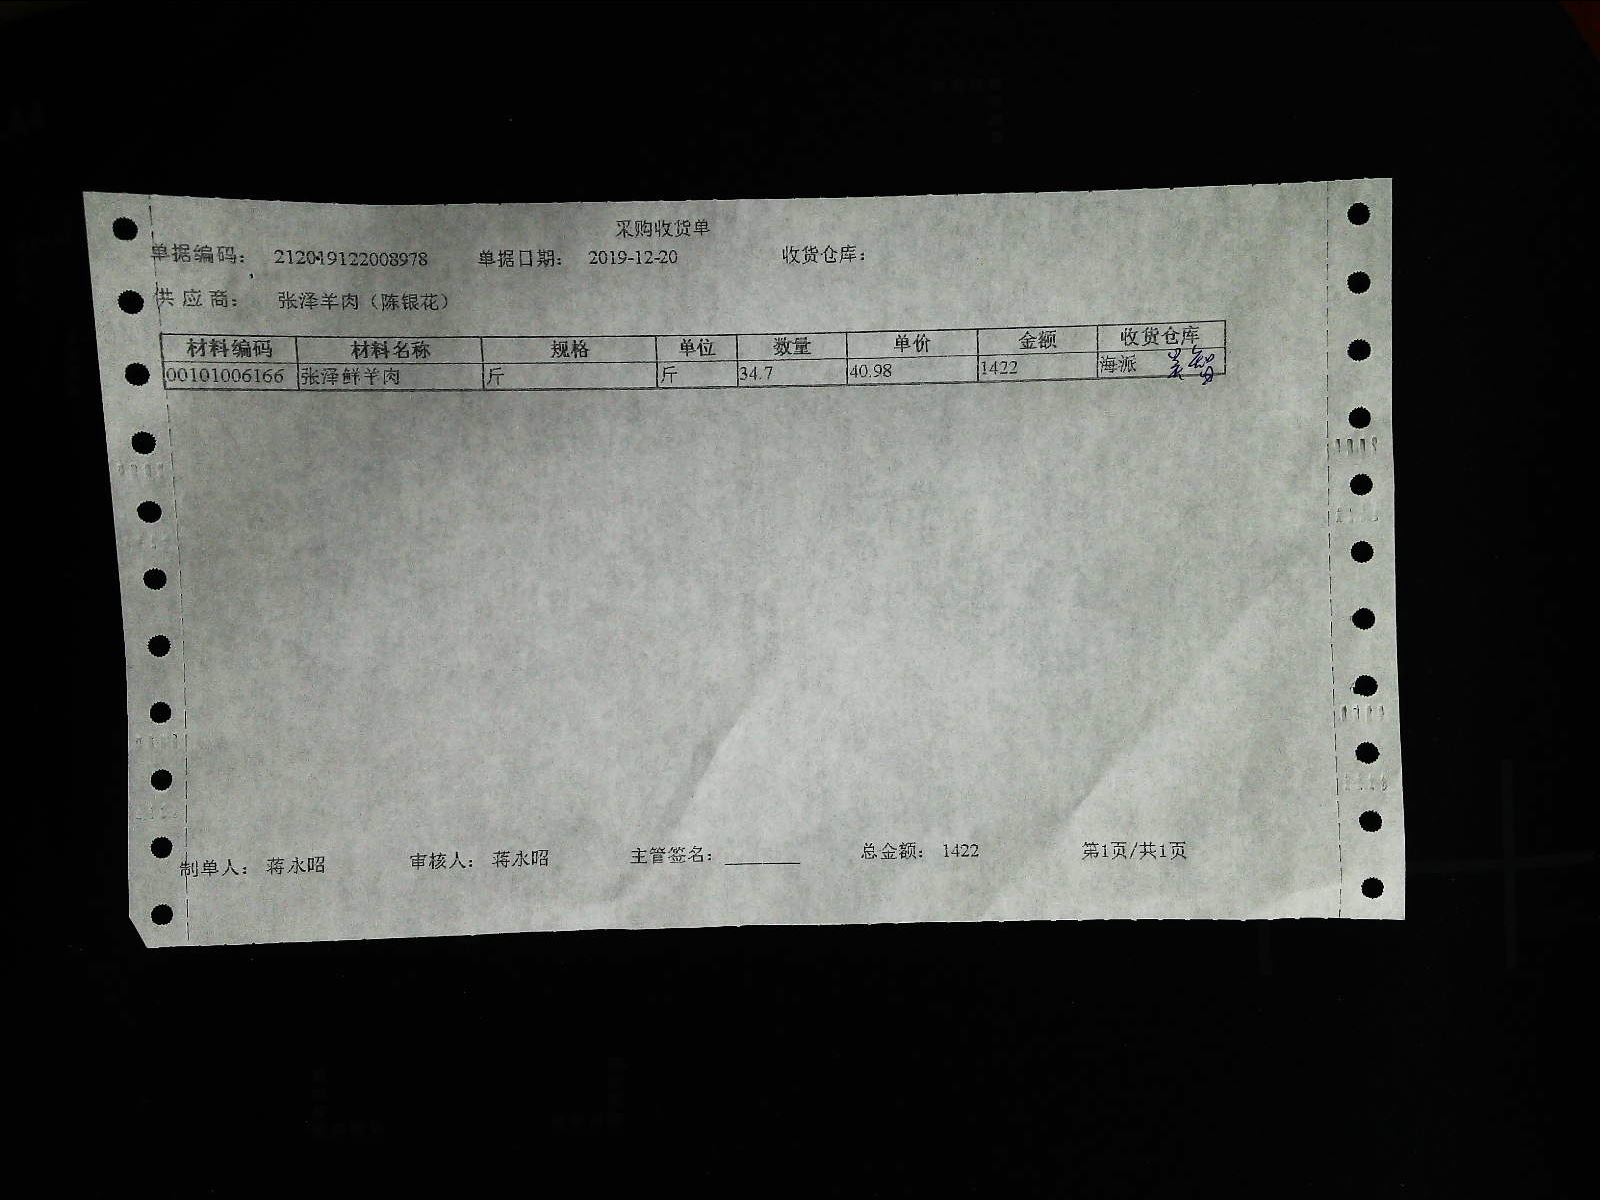 采购收货单
单据编码: 212019122008978 单据日期: 2019-12-20 收货仓库:
供应商: 张泽羊肉（陈银花）
材料编码 材料名称 规格 单位 数量 单价 金额 收货仓库
00101006166 张泽鲜羊肉 斤 斤 34.7 40.98 1422 海派
制单人: 蒋永昭 审核人: 蒋永昭 主管签名: ________ 总金额: 1422 第1页/共1页